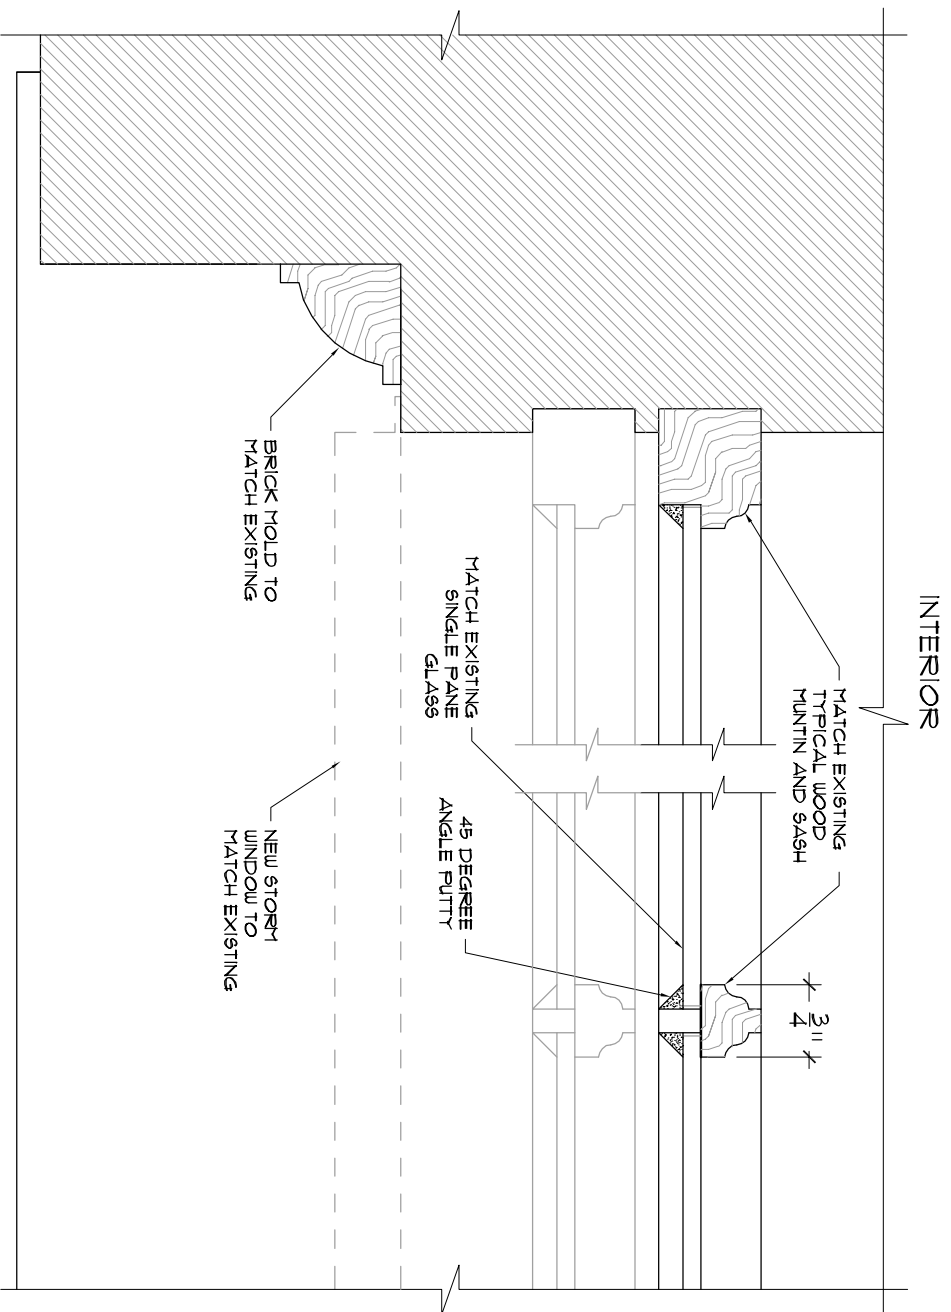 INTERIOR
MATCH EXISTING
TYPICAL WOOD
MUNTIN AND SASH
3"
4
MATCH EXISTING
SINGLE PANE
GLASS
45 DEGREE
ANGLE PUTTY
BRICK MOLD TO
MATCH EXISTING
NEW STORM
WINDOW TO
MATCH EXISTING